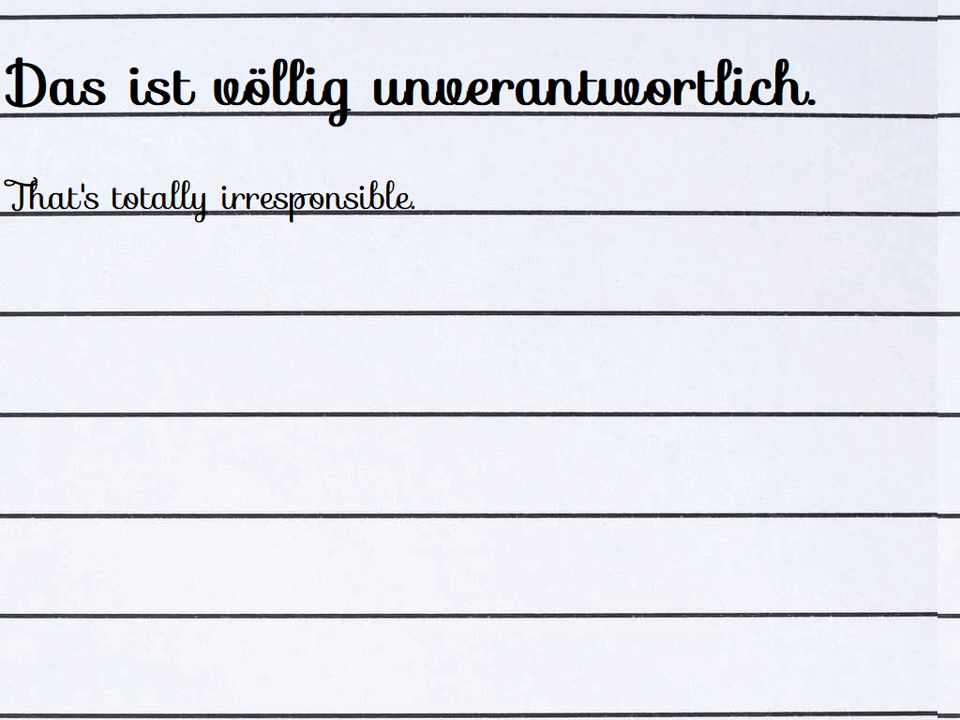 Das ist völlig unverantwortlich.
That's totally irresponsible.